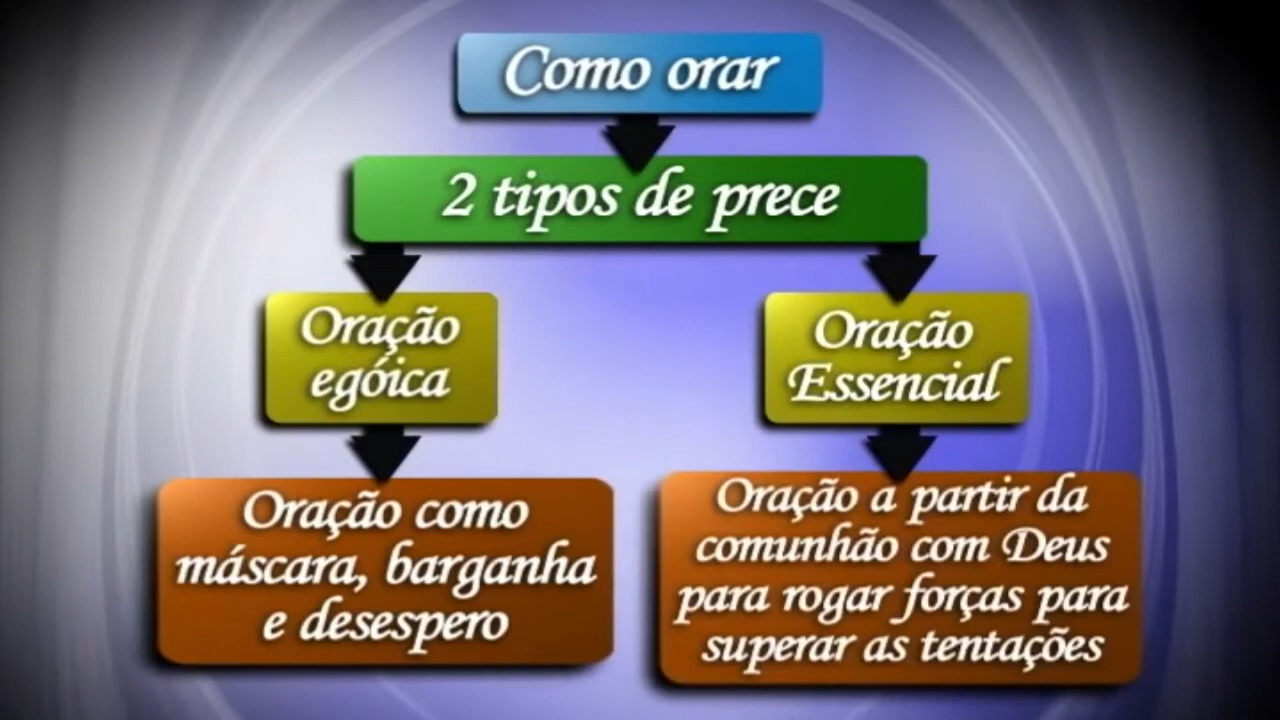 Como orar
2 tipos de prece
Oração
egóica
Oração
Essencial
Oração como
máscara, barganha
e desespero
Oração a partir da
comunhão com Deus
para rogar forças para
superar as tentações